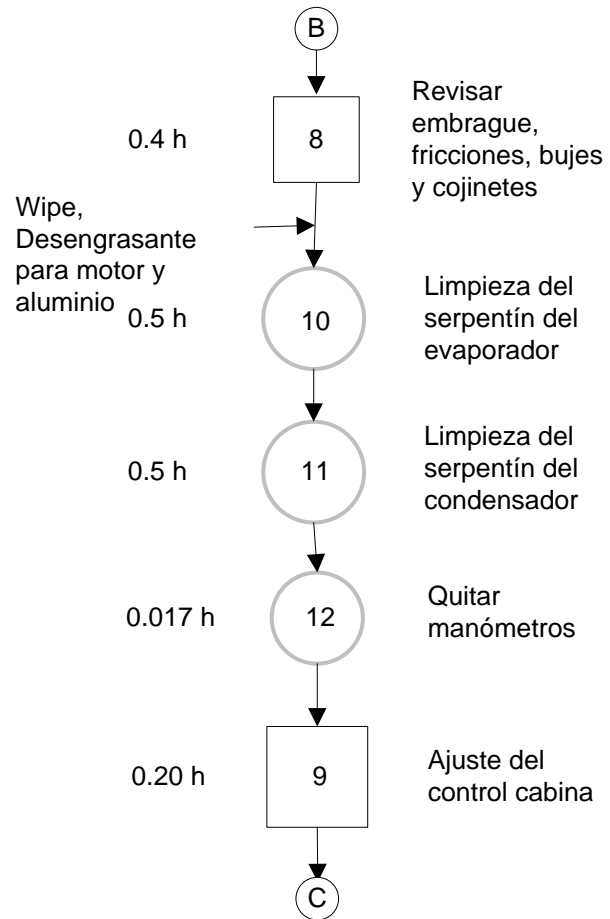 B
0.4 h
8
Revisar
embrague,
fricciones, bujes
y cojinetes
Wipe,
Desengrasante
para motor y
aluminio
0.5 h
10
Limpieza del
serpentín del
evaporador
0.5 h
11
Limpieza del
serpentín del
condensador
0.017 h
12
Quitar
manómetros
0.20 h
9
Ajuste del
control cabina
C